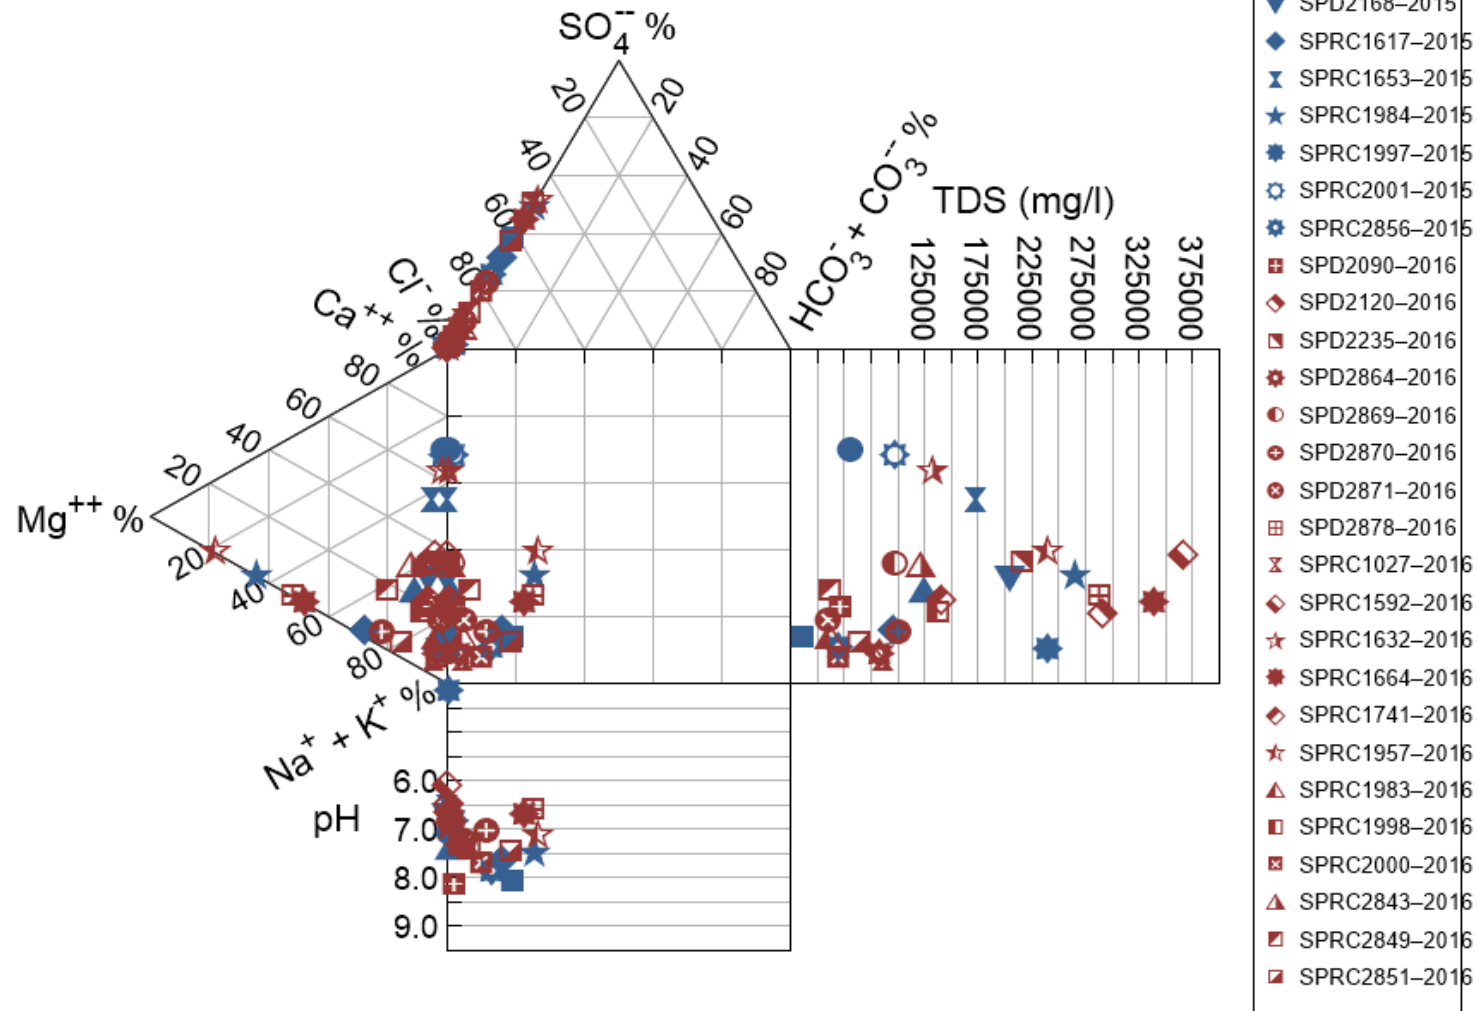 SO₄⁻⁻ %
20
40
60
80
20
40
60
80
Cl⁻ %
HCO₃⁻ + CO₃⁻⁻ %
TDS (mg/l)
125000
175000
225000
275000
325000
375000
Ca⁺⁺ %
80
60
40
20
Mg⁺⁺ %
20
40
60
80
Na⁺ + K⁺ %
pH
6.0
7.0
8.0
9.0
SPD2168–2015
SPRC1617–2015
SPRC1653–2015
SPRC1984–2015
SPRC1997–2015
SPRC2001–2015
SPRC2856–2015
SPD2090–2016
SPD2120–2016
SPD2235–2016
SPD2864–2016
SPD2869–2016
SPD2870–2016
SPD2871–2016
SPD2878–2016
SPRC1027–2016
SPRC1592–2016
SPRC1632–2016
SPRC1664–2016
SPRC1741–2016
SPRC1957–2016
SPRC1983–2016
SPRC1998–2016
SPRC2000–2016
SPRC2843–2016
SPRC2849–2016
SPRC2851–2016